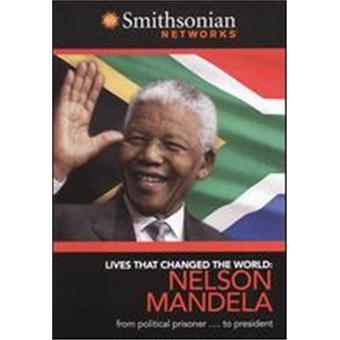 Smithsonian
NETWORKS
LIVES THAT CHANGED THE WORLD:
NELSON
MANDELA
from political prisoner .... to president